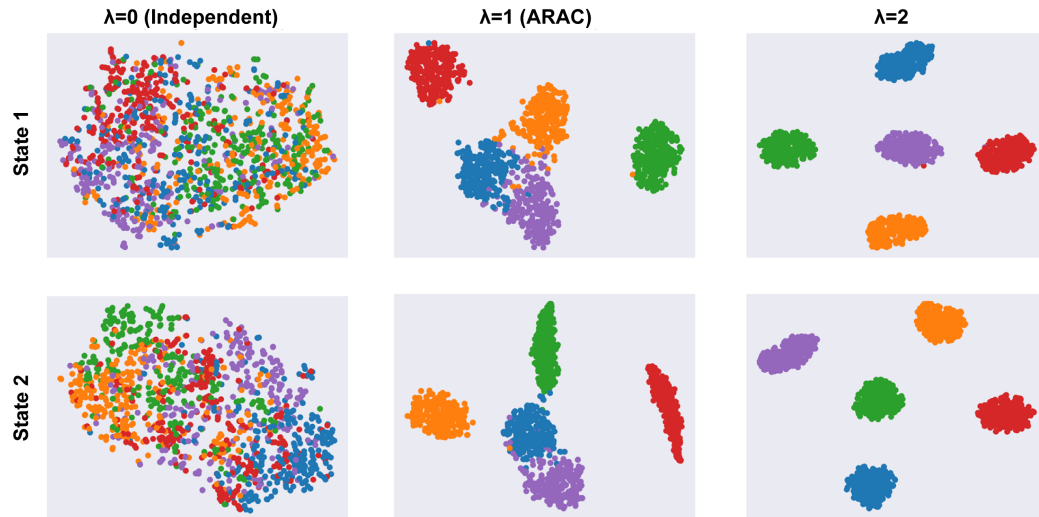 λ=0 (Independent)
λ=1 (ARAC)
λ=2
State 1
State 2